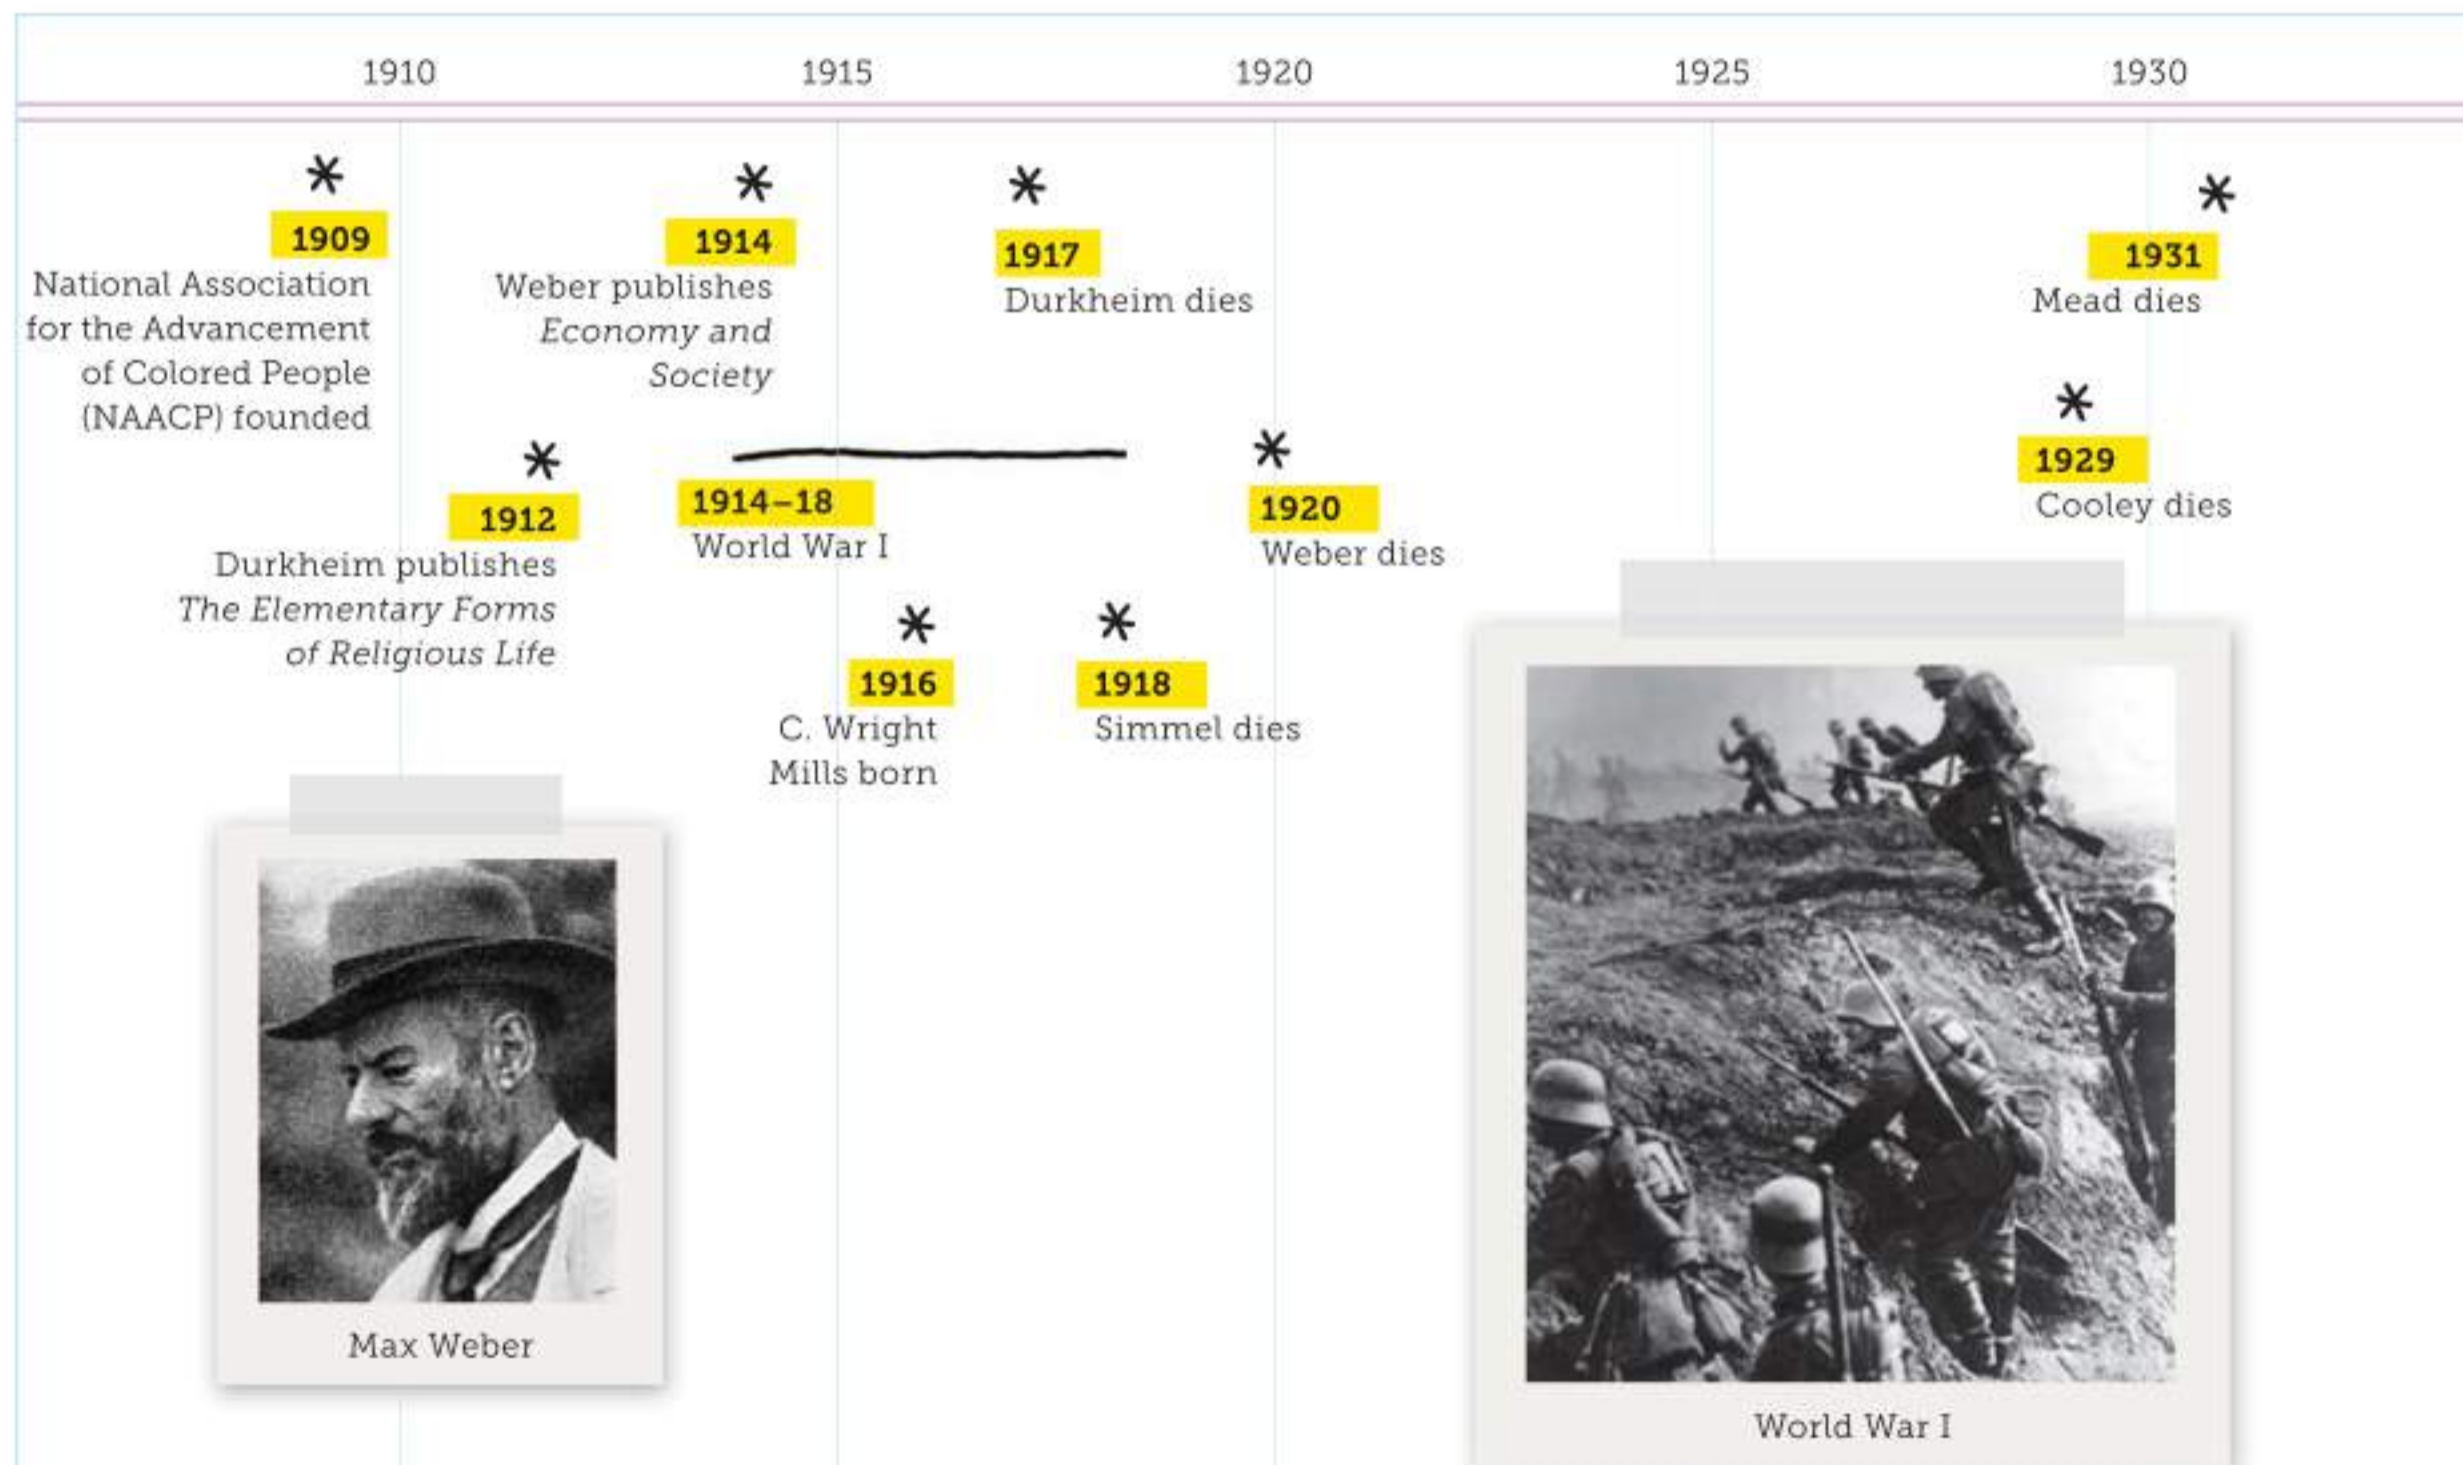 1910 1915 1920 1925 1930
1909
National Association
for the Advancement
of Colored People
(NAACP) founded
1912
Durkheim publishes
The Elementary Forms
of Religious Life
1914
Weber publishes
Economy and
Society
1914–18
World War I
1916
C. Wright
Mills born
1917
Durkheim dies
1918
Simmel dies
1920
Weber dies
1931
Mead dies
1929
Cooley dies
Max Weber
World War I